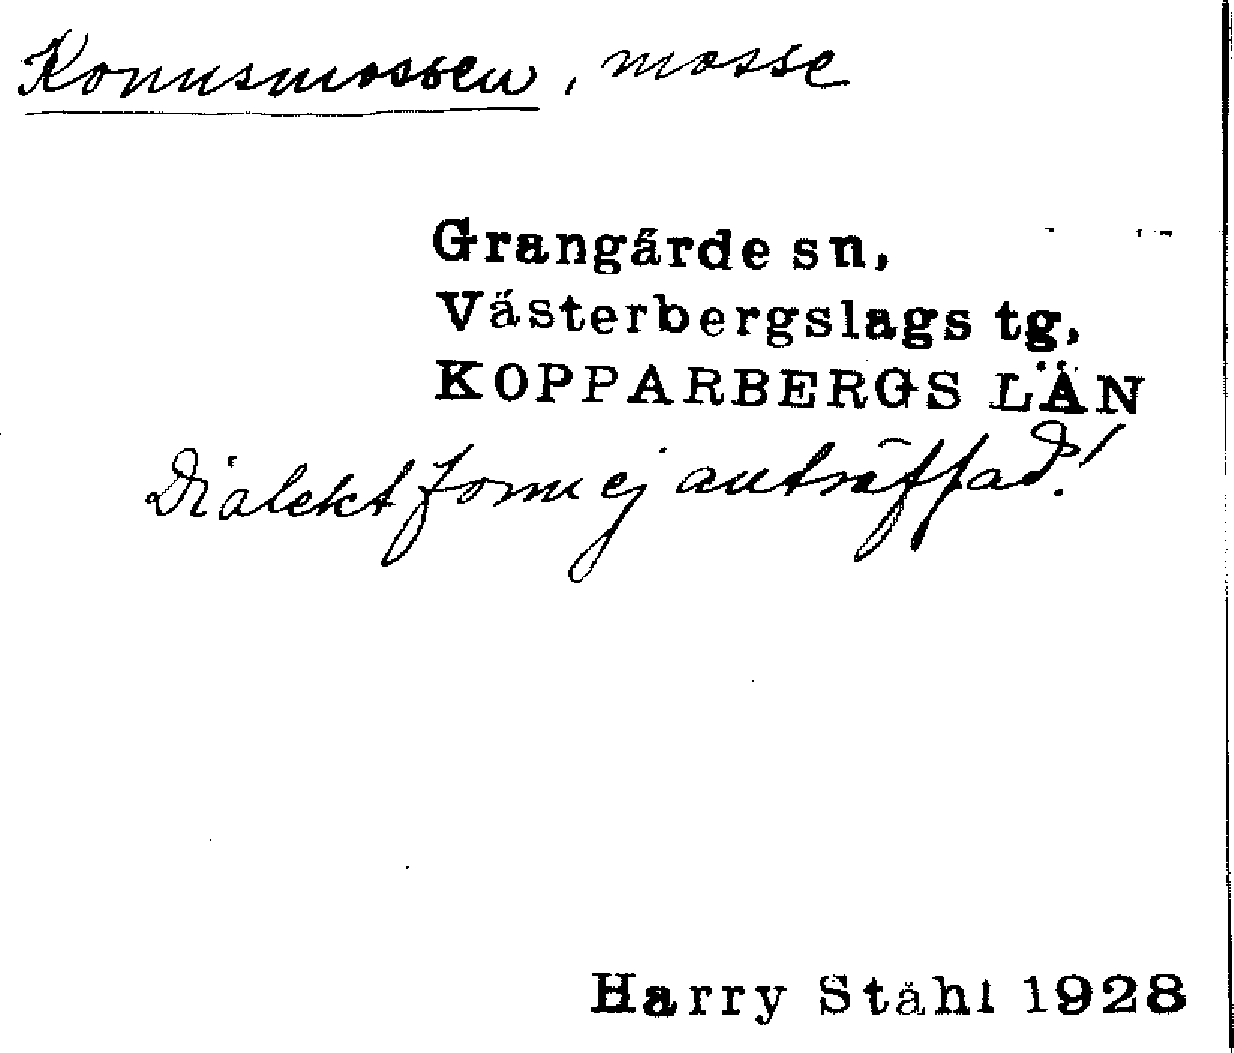 Konnsmossen, mosse
Grangärde sn,
Västerbergslags tg,
KOPPARBERGS LÄN
Dialektform ej anträffad!
Harry Ståhl 1928